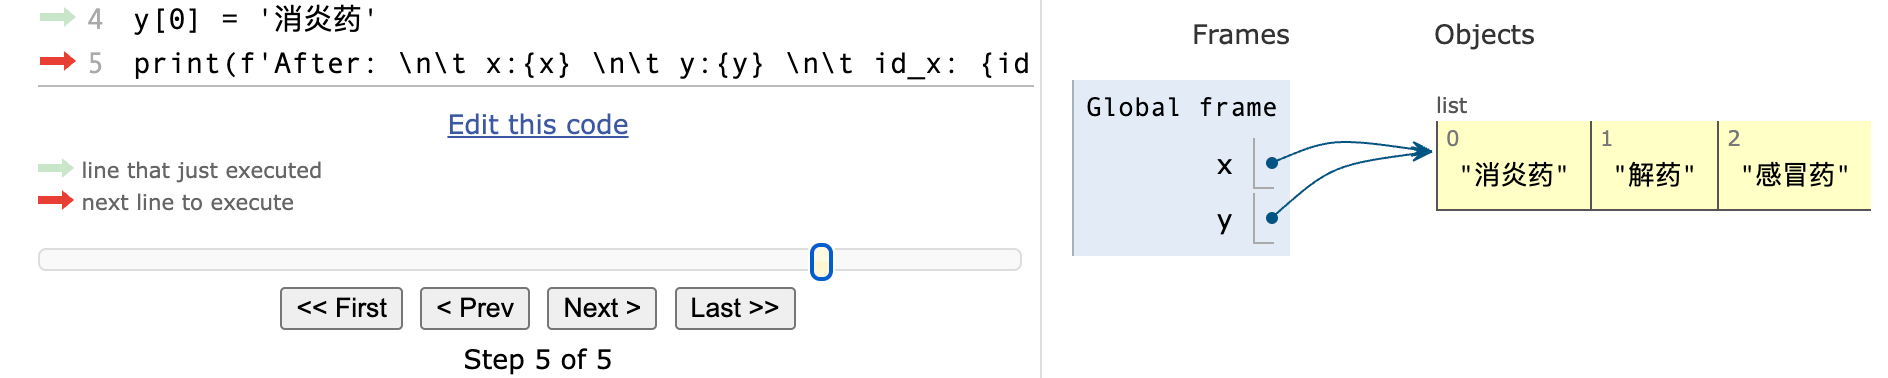 4 y[0] = '消炎药'
5 print(f'After: \n\t x:{x} \n\t y:{y} \n\t id_x: {id
Edit this code
line that just executed
next line to execute
<< First < Prev Next > Last >>
Step 5 of 5
Frames Objects
Global frame
x
y
list
0 1 2
"消炎药" "解药" "感冒药"